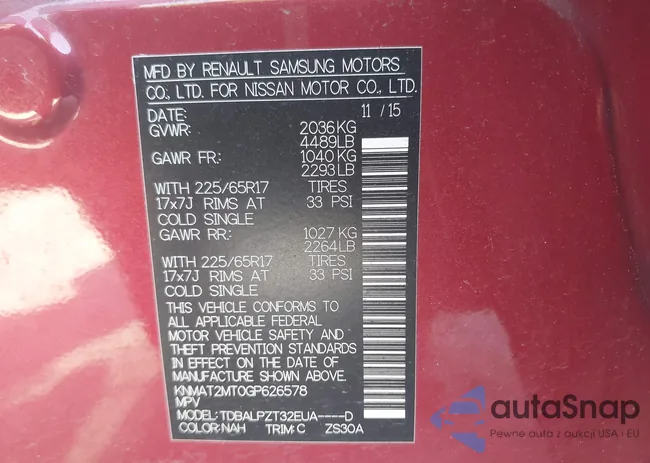 MFD BY RENAULT SAMSUNG MOTORS
CO., LTD. FOR NISSAN MOTOR CO., LTD.
DATE: 11 / 15
GVWR: 2036KG
4489LB
GAWR FR: 1040KG
2293LB
WITH 225/65R17 TIRES
17x7J RIMS AT 33 PSI
COLD SINGLE
GAWR RR: 1027 KG
2264LB
WITH 225/65R17 TIRES
17x7J RIMS AT 33 PSI
COLD SINGLE
THIS VEHICLE CONFORMS TO
ALL APPLICABLE FEDERAL
MOTOR VEHICLE SAFETY AND
THEFT PREVENTION STANDARDS
IN EFFECT ON THE DATE OF
MANUFACTURE SHOWN ABOVE.
KNMAT2MT0GP626578
MPV
MODEL: TDBALPZT32EUA----D
COLOR: NAH TRIM: C ZS30A
autoSnap
Pewne auta z aukcji USA i EU